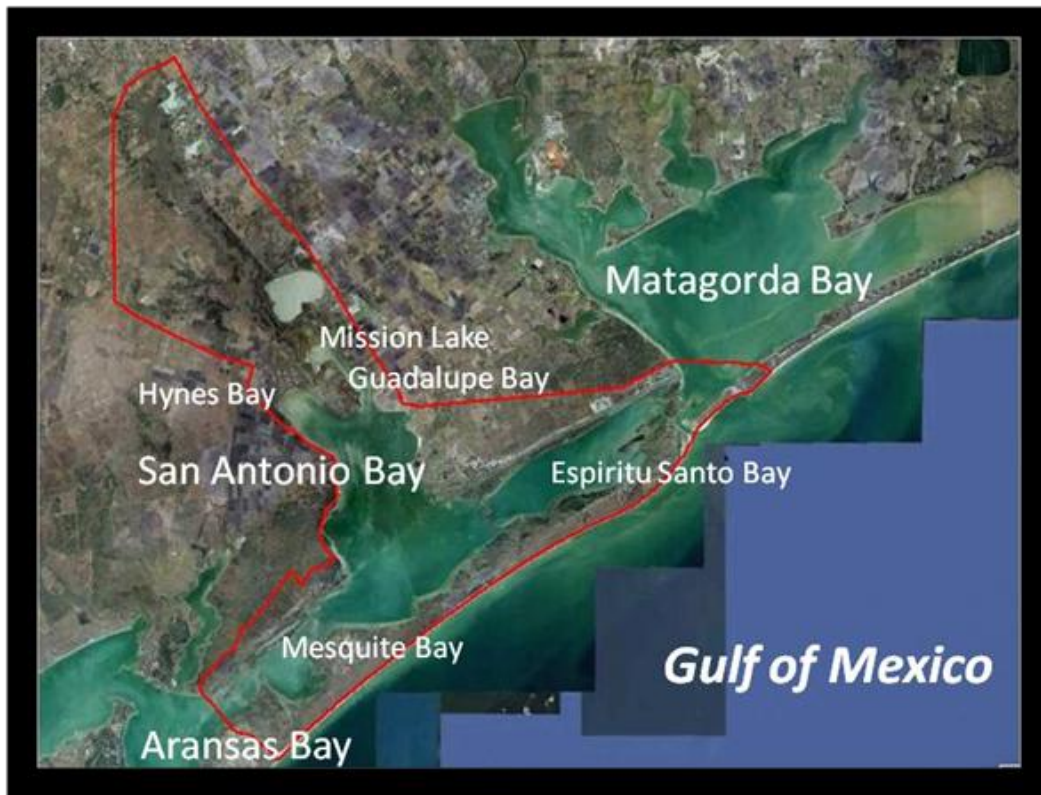 Matagorda Bay
Mission Lake
Guadalupe Bay
Hynes Bay
San Antonio Bay
Espiritu Santo Bay
Mesquite Bay
Gulf of Mexico
Aransas Bay